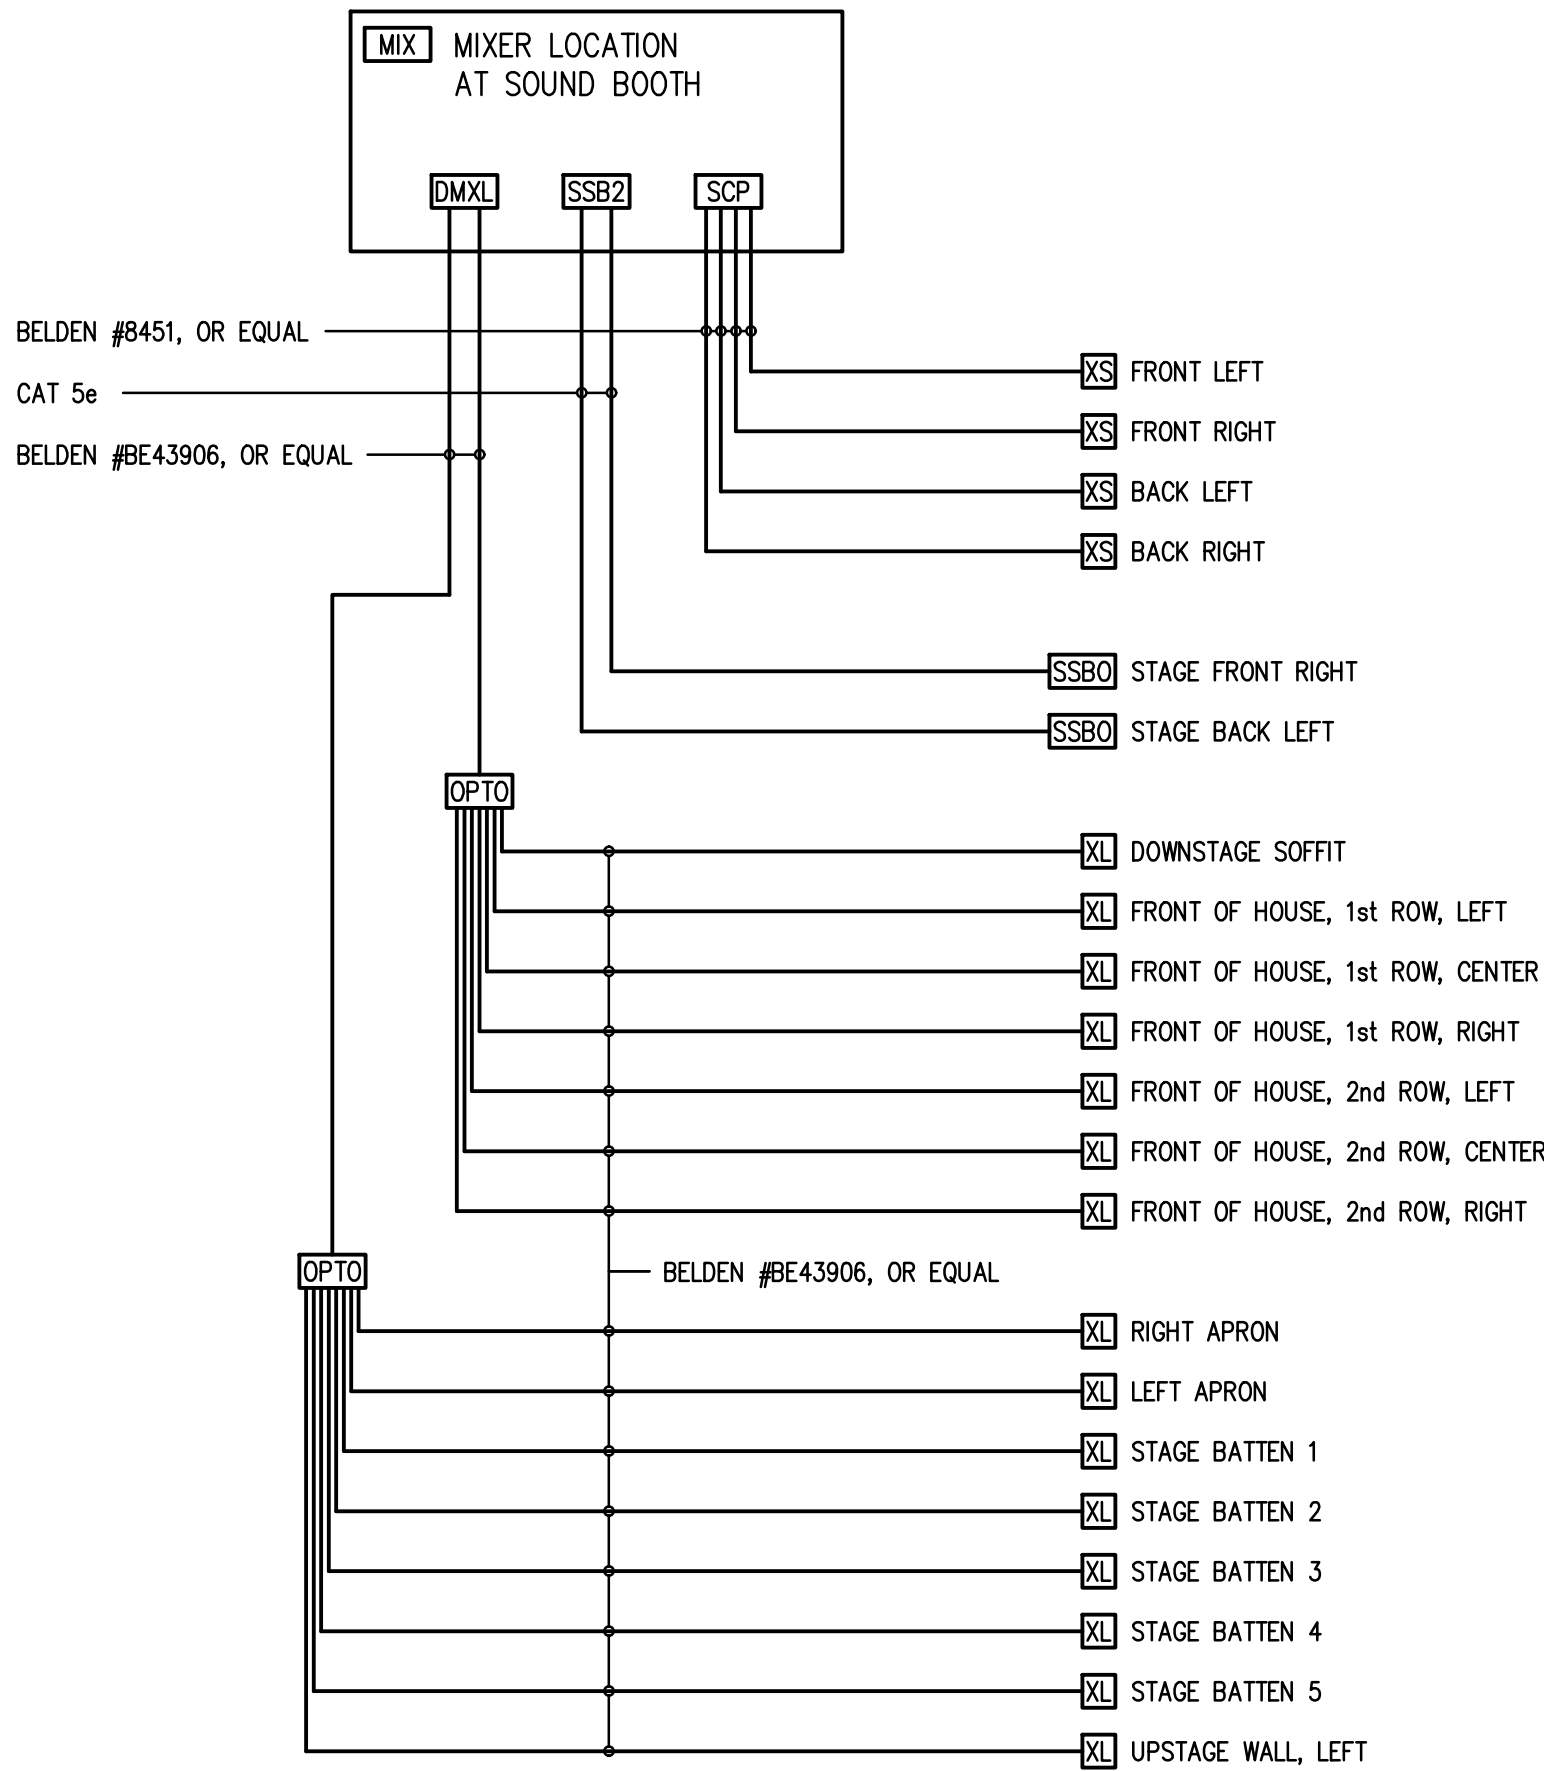 MIX MIXER LOCATION
AT SOUND BOOTH
DMXL SSB2 SCP
BELDEN #8451, OR EQUAL
XS FRONT LEFT
CAT 5e
XS FRONT RIGHT
BELDEN #BE43906, OR EQUAL
XS BACK LEFT
XS BACK RIGHT
SSBO STAGE FRONT RIGHT
SSBO STAGE BACK LEFT
OPTO
XL DOWNSTAGE SOFFIT
XL FRONT OF HOUSE, 1st ROW, LEFT
XL FRONT OF HOUSE, 1st ROW, CENTER
XL FRONT OF HOUSE, 1st ROW, RIGHT
XL FRONT OF HOUSE, 2nd ROW, LEFT
XL FRONT OF HOUSE, 2nd ROW, CENTER
XL FRONT OF HOUSE, 2nd ROW, RIGHT
OPTO BELDEN #BE43906, OR EQUAL
XL RIGHT APRON
XL LEFT APRON
XL STAGE BATTEN 1
XL STAGE BATTEN 2
XL STAGE BATTEN 3
XL STAGE BATTEN 4
XL STAGE BATTEN 5
XL UPSTAGE WALL, LEFT